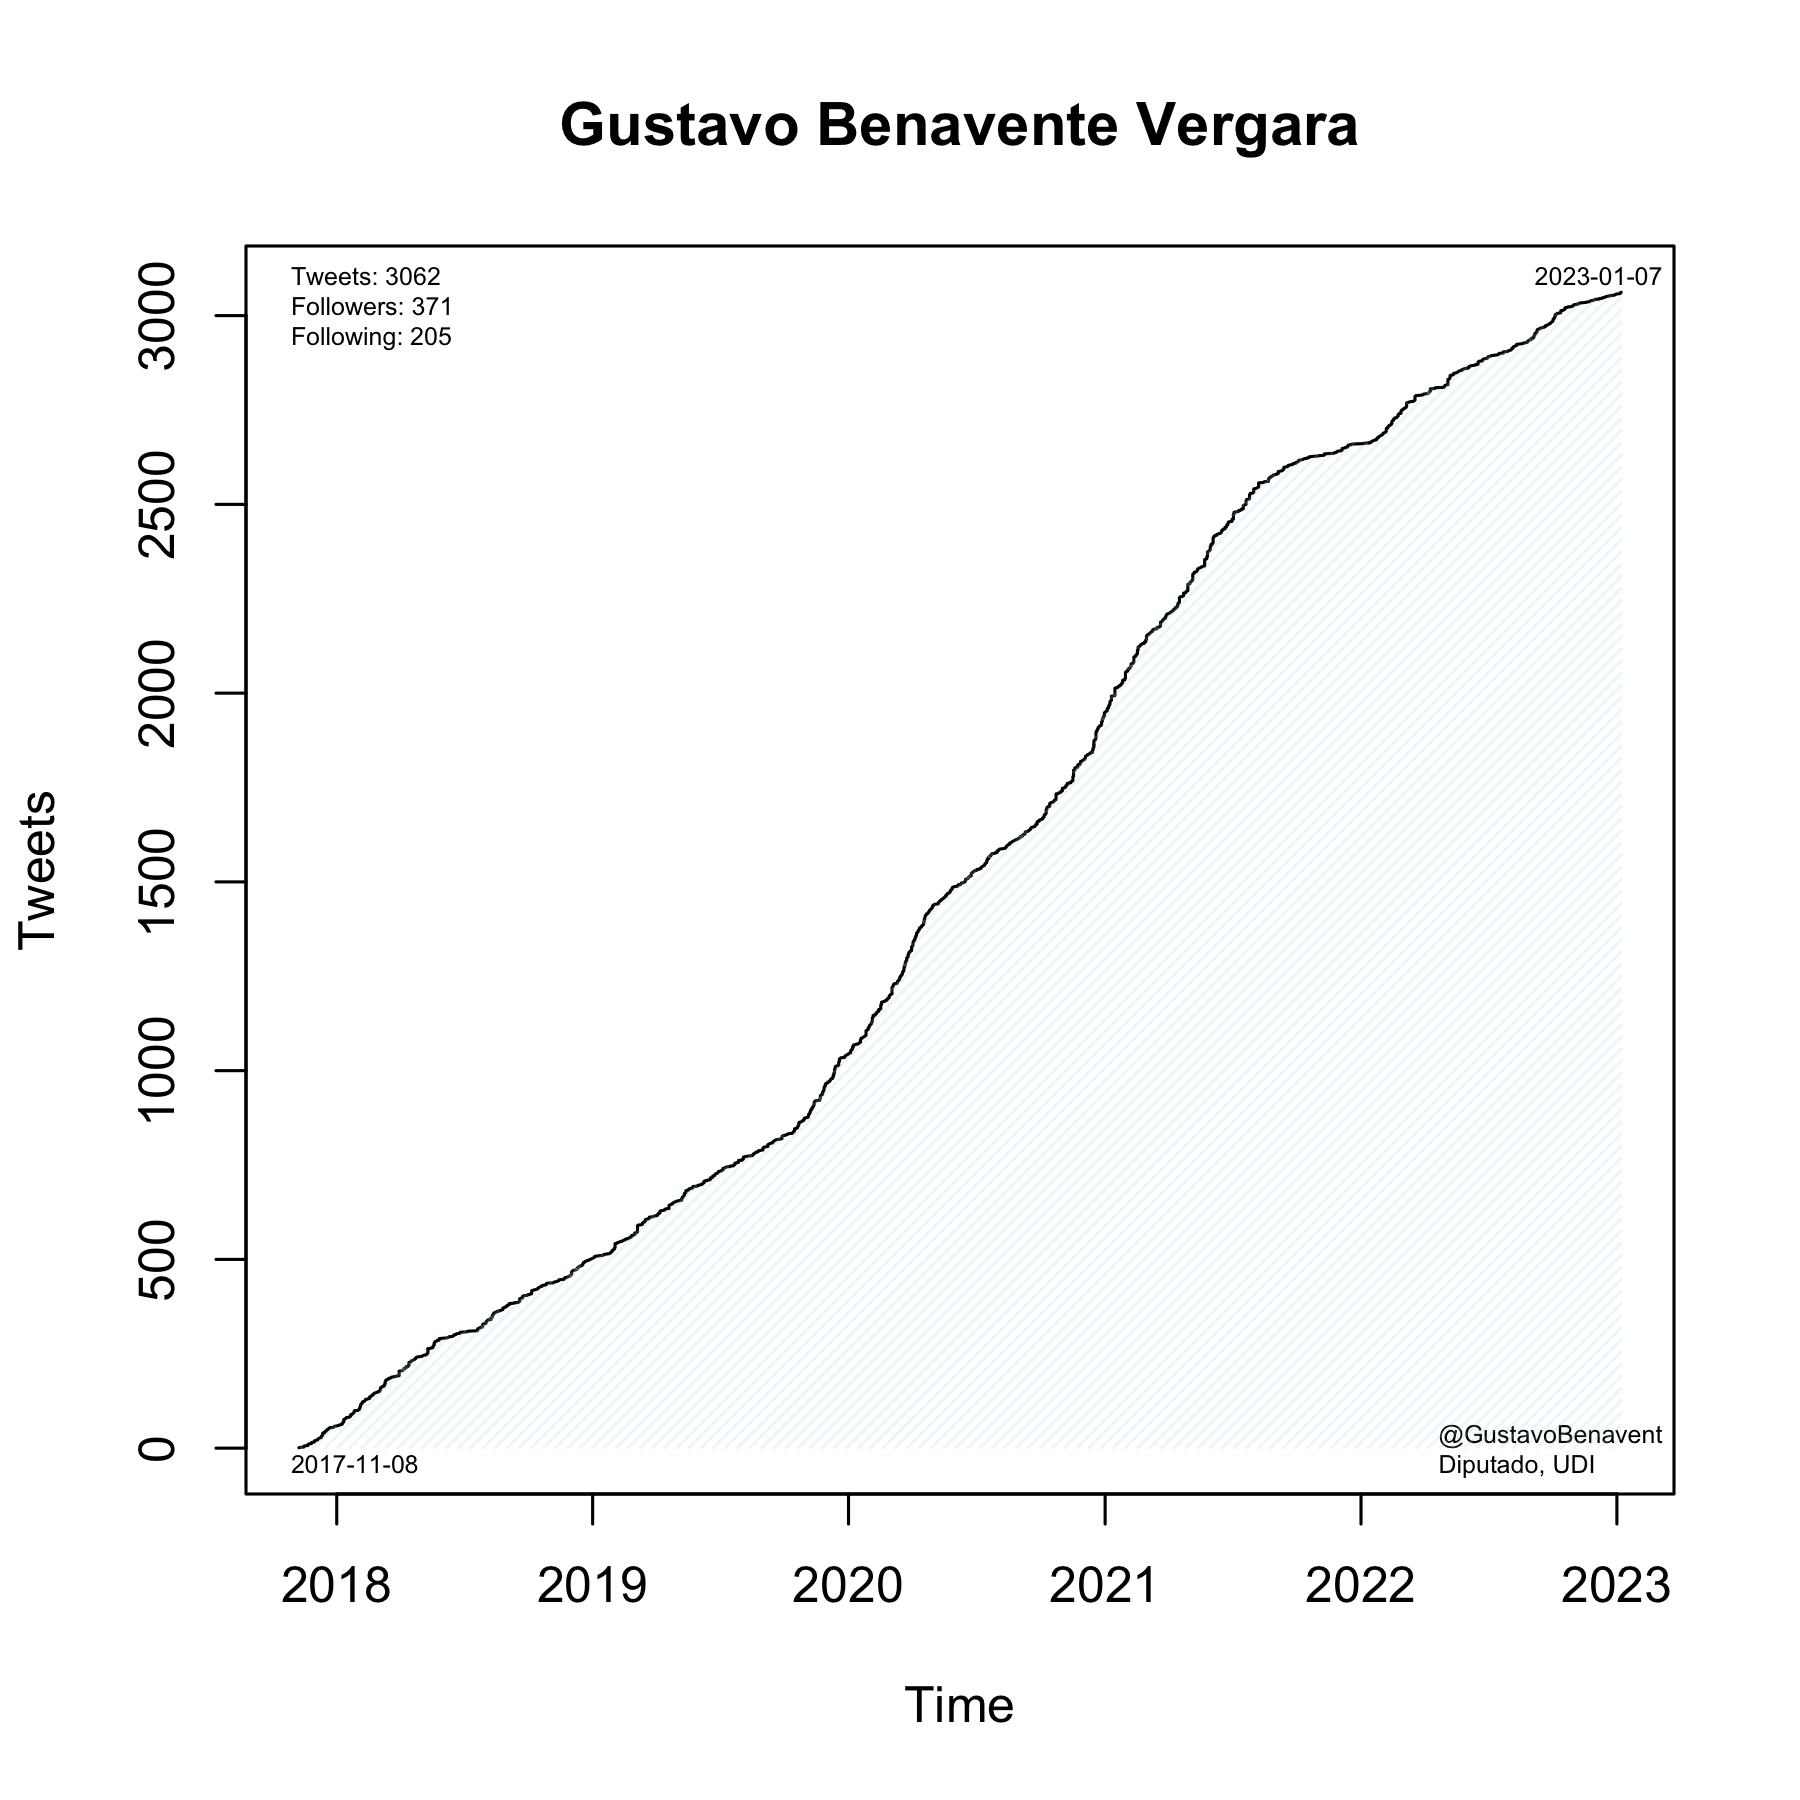 Gustavo Benavente Vergara
Tweets: 3062
Followers: 371
Following: 205
2023-01-07
3000
2500
2000
1500
1000
500
0
Tweets
2017-11-08
@GustavoBenavent
Diputado, UDI
2018 2019 2020 2021 2022 2023
Time